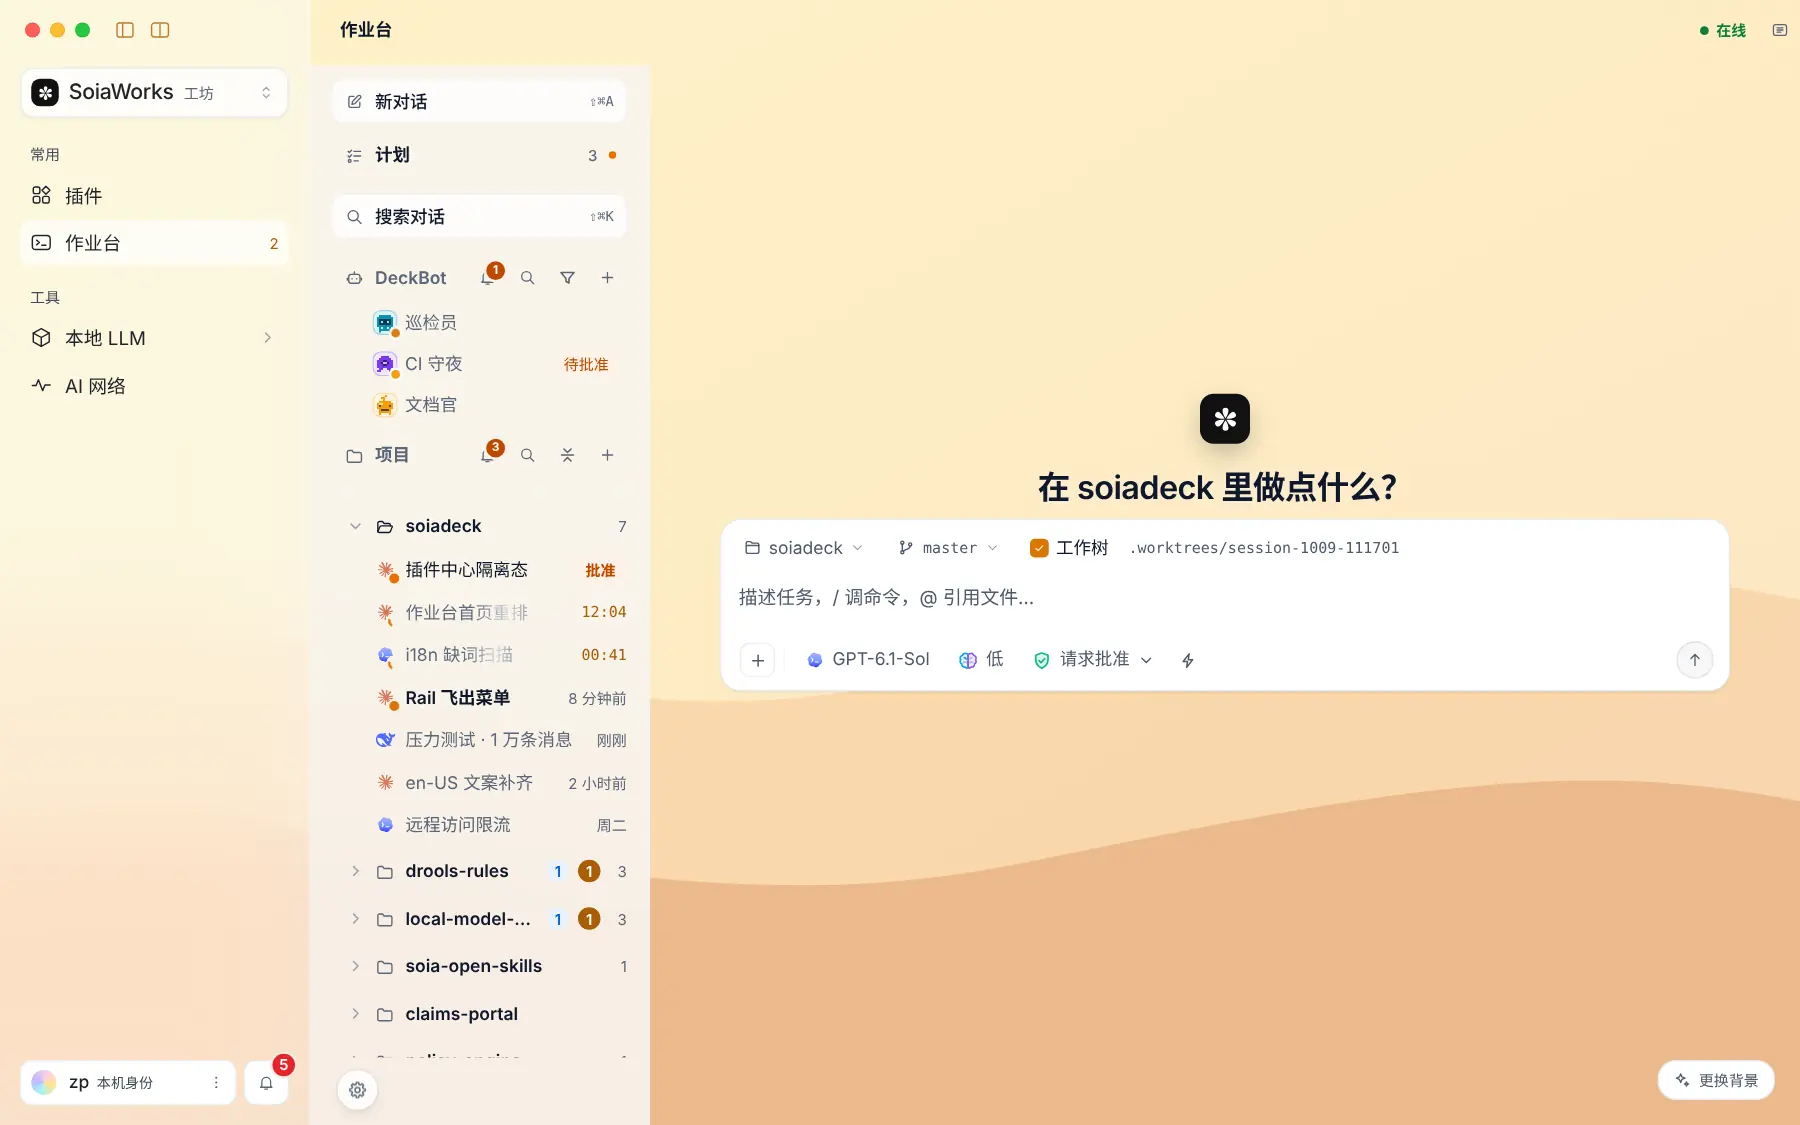 作业台
在线
SoiaWorks 工坊
常用
插件
作业台 2
工具
本地 LLM
AI 网络
zp 本机身份
5
新对话 ⇧⌘A
计划 3
搜索对话 ⇧⌘K
DeckBot 1
巡检员
CI 守夜 待批准
文档官
项目 3
soiadeck 7
插件中心隔离态 批准
作业台首页重排 12:04
i18n 缺词扫描 00:41
Rail 飞出菜单 8 分钟前
压力测试 · 1 万条消息 刚刚
en-US 文案补齐 2 小时前
远程访问限流 周二
drools-rules 1 1 3
local-model-... 1 1 3
soia-open-skills 1
claims-portal
在 soiadeck 里做点什么？
soiadeck master 工作树 .worktrees/session-1009-111701
描述任务，/ 调命令，@ 引用文件...
GPT-6.1-Sol 低 请求批准
更换背景